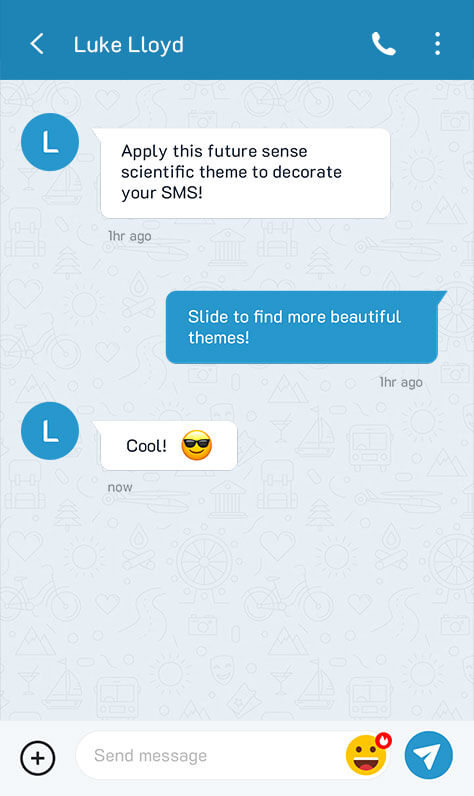 Luke Lloyd
L
Apply this future sense
scientific theme to decorate
your SMS!
1hr ago
Slide to find more beautiful
themes!
1hr ago
L
Cool! 😎
now
Send message